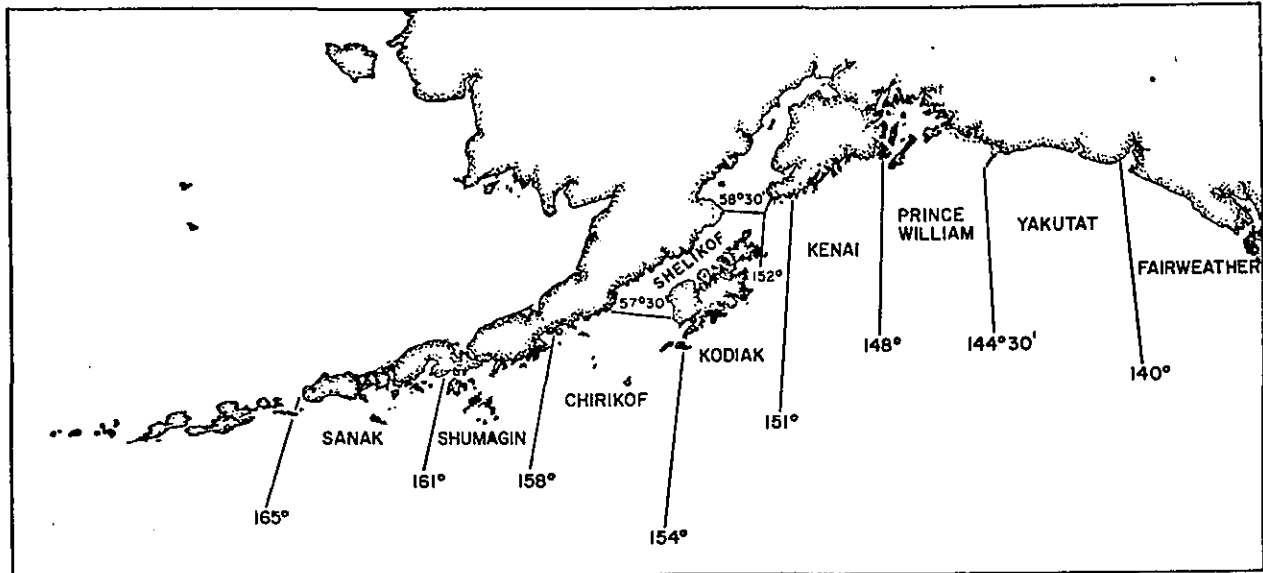 58°30'
SHELIKOF
152°
57°30
KENAI
PRINCE
WILLIAM
YAKUTAT
FAIRWEATHER
KODIAK
148°
144°30'
140°
CHIRIKOF
151°
SANAK
SHUMAGIN
161°
158°
165°
154°